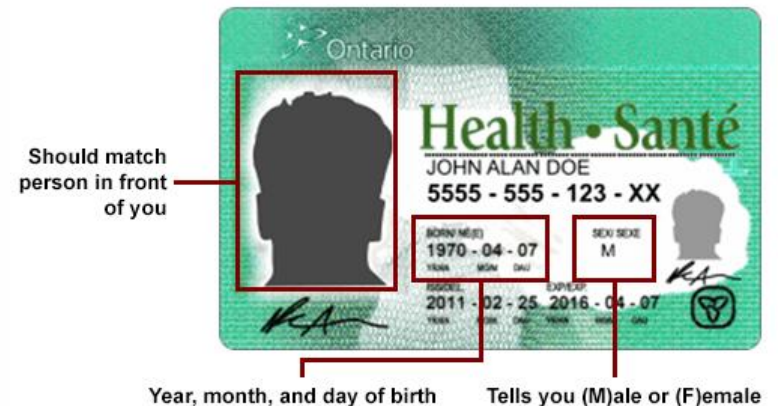 Ontario
Health • Santé
JOHN ALAN DOE
5555 - 555 - 123 - XX
Should match
person in front
of you
BORN/ NÉ(E)
SEX/ SEXE
1970 - 04 - 07
M
YR/AA MO/M DA/J
ISS/DEL. EXP/EXP.
2011 - 02 - 25 2016 - 04 - 07
Year, month, and day of birth
Tells you (M)ale or (F)emale